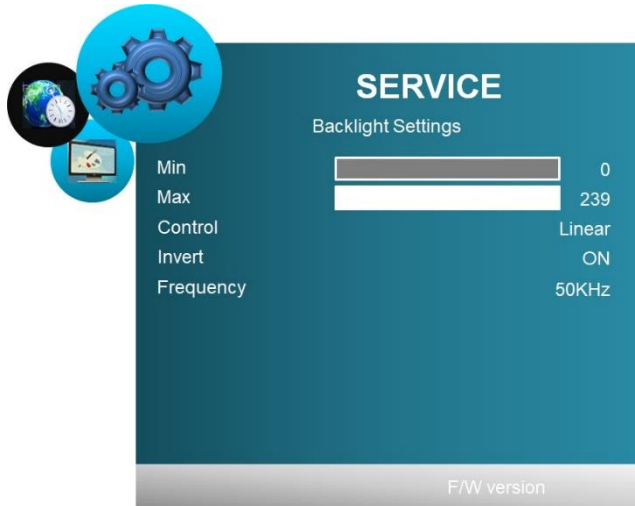 SERVICE
Backlight Settings
Min 0
Max 239
Control Linear
Invert ON
Frequency 50KHz
F/W version